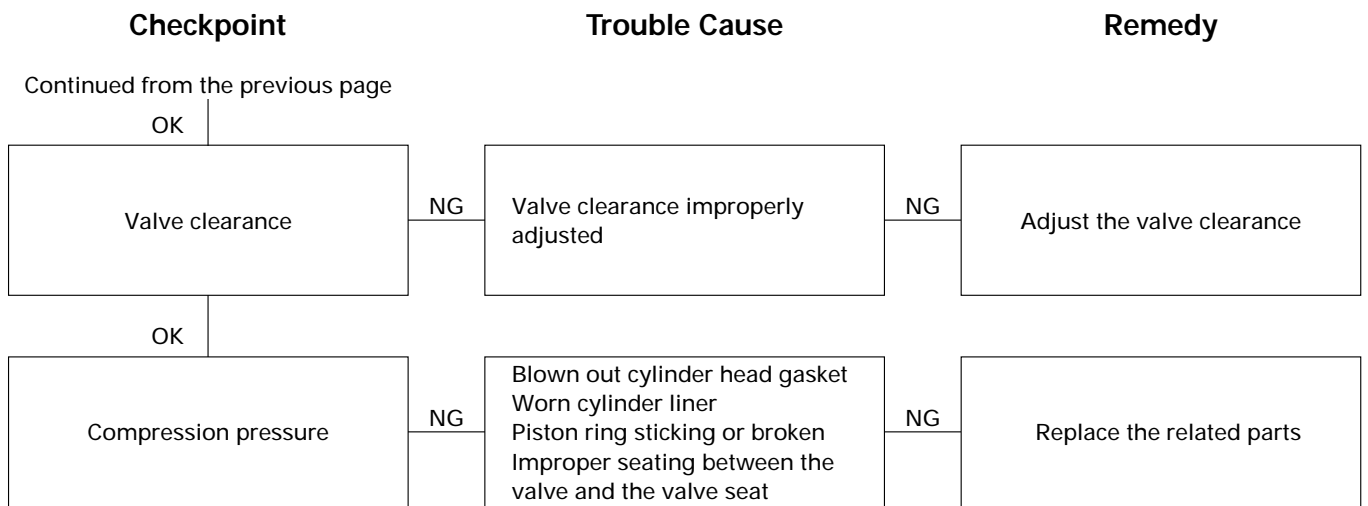 Checkpoint
Trouble Cause
Remedy
Continued from the previous page
OK
Valve clearance
NG
Valve clearance improperly
adjusted
NG
Adjust the valve clearance
OK
Compression pressure
NG
Blown out cylinder head gasket
Worn cylinder liner
Piston ring sticking or broken
Improper seating between the
valve and the valve seat
NG
Replace the related parts